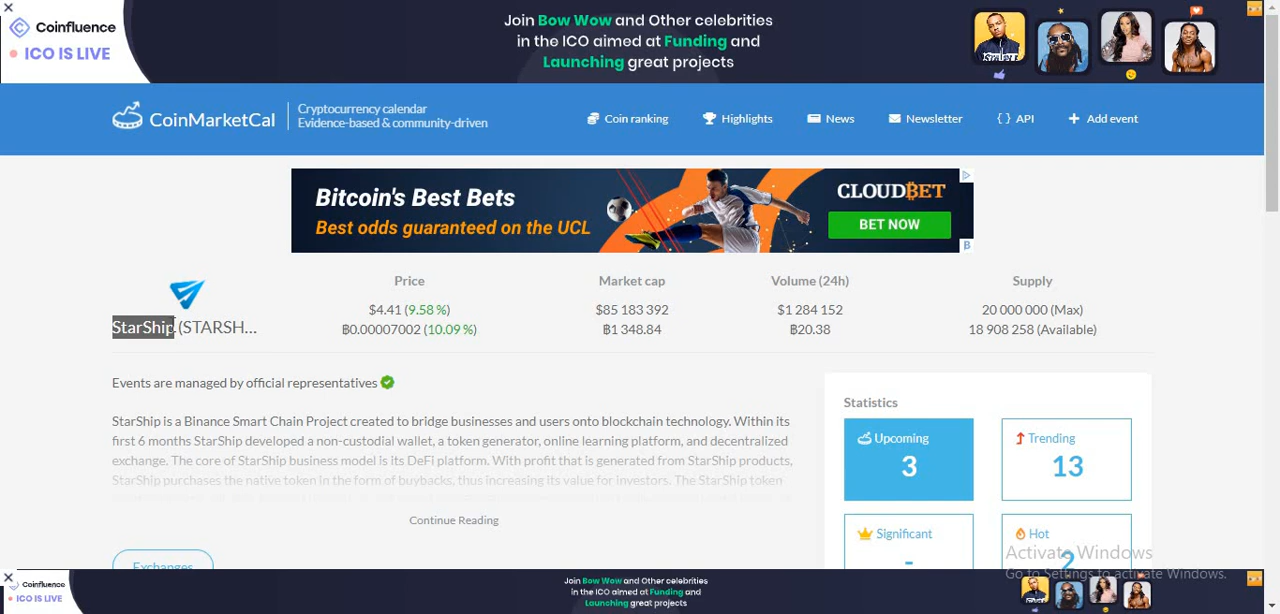 Coinfluence
ICO IS LIVE
Join Bow Wow and Other celebrities
in the ICO aimed at Funding and
Launching great projects
CoinMarketCal
Cryptocurrency calendar
Evidence-based & community-driven
Coin ranking
Highlights
News
Newsletter
API
Add event
Bitcoin's Best Bets
Best odds guaranteed on the UCL
CLOUDBET
BET NOW
StarShip (STARSH...
Price
$4.41 (9.58 %)
₿0.00007002 (10.09 %)
Market cap
$85 183 392
₿1 348.84
Volume (24h)
$1 284 152
₿20.38
Supply
20 000 000 (Max)
18 908 258 (Available)
Events are managed by official representatives
StarShip is a Binance Smart Chain Project created to bridge businesses and users onto blockchain technology. Within its
first 6 months StarShip developed a non-custodial wallet, a token generator, online learning platform, and decentralized
exchange. The core of StarShip business model is its DeFi platform. With profit that is generated from StarShip products,
StarShip purchases the native token in the form of buybacks, thus increasing its value for investors. The StarShip token
Continue Reading
Exchanges
Statistics
Upcoming
3
Trending
13
Significant
-
Hot
2
Activate Windows
Go to Settings to activate Windows.
Coinfluence
ICO IS LIVE
Join Bow Wow and Other celebrities
in the ICO aimed at Funding and
Launching great projects